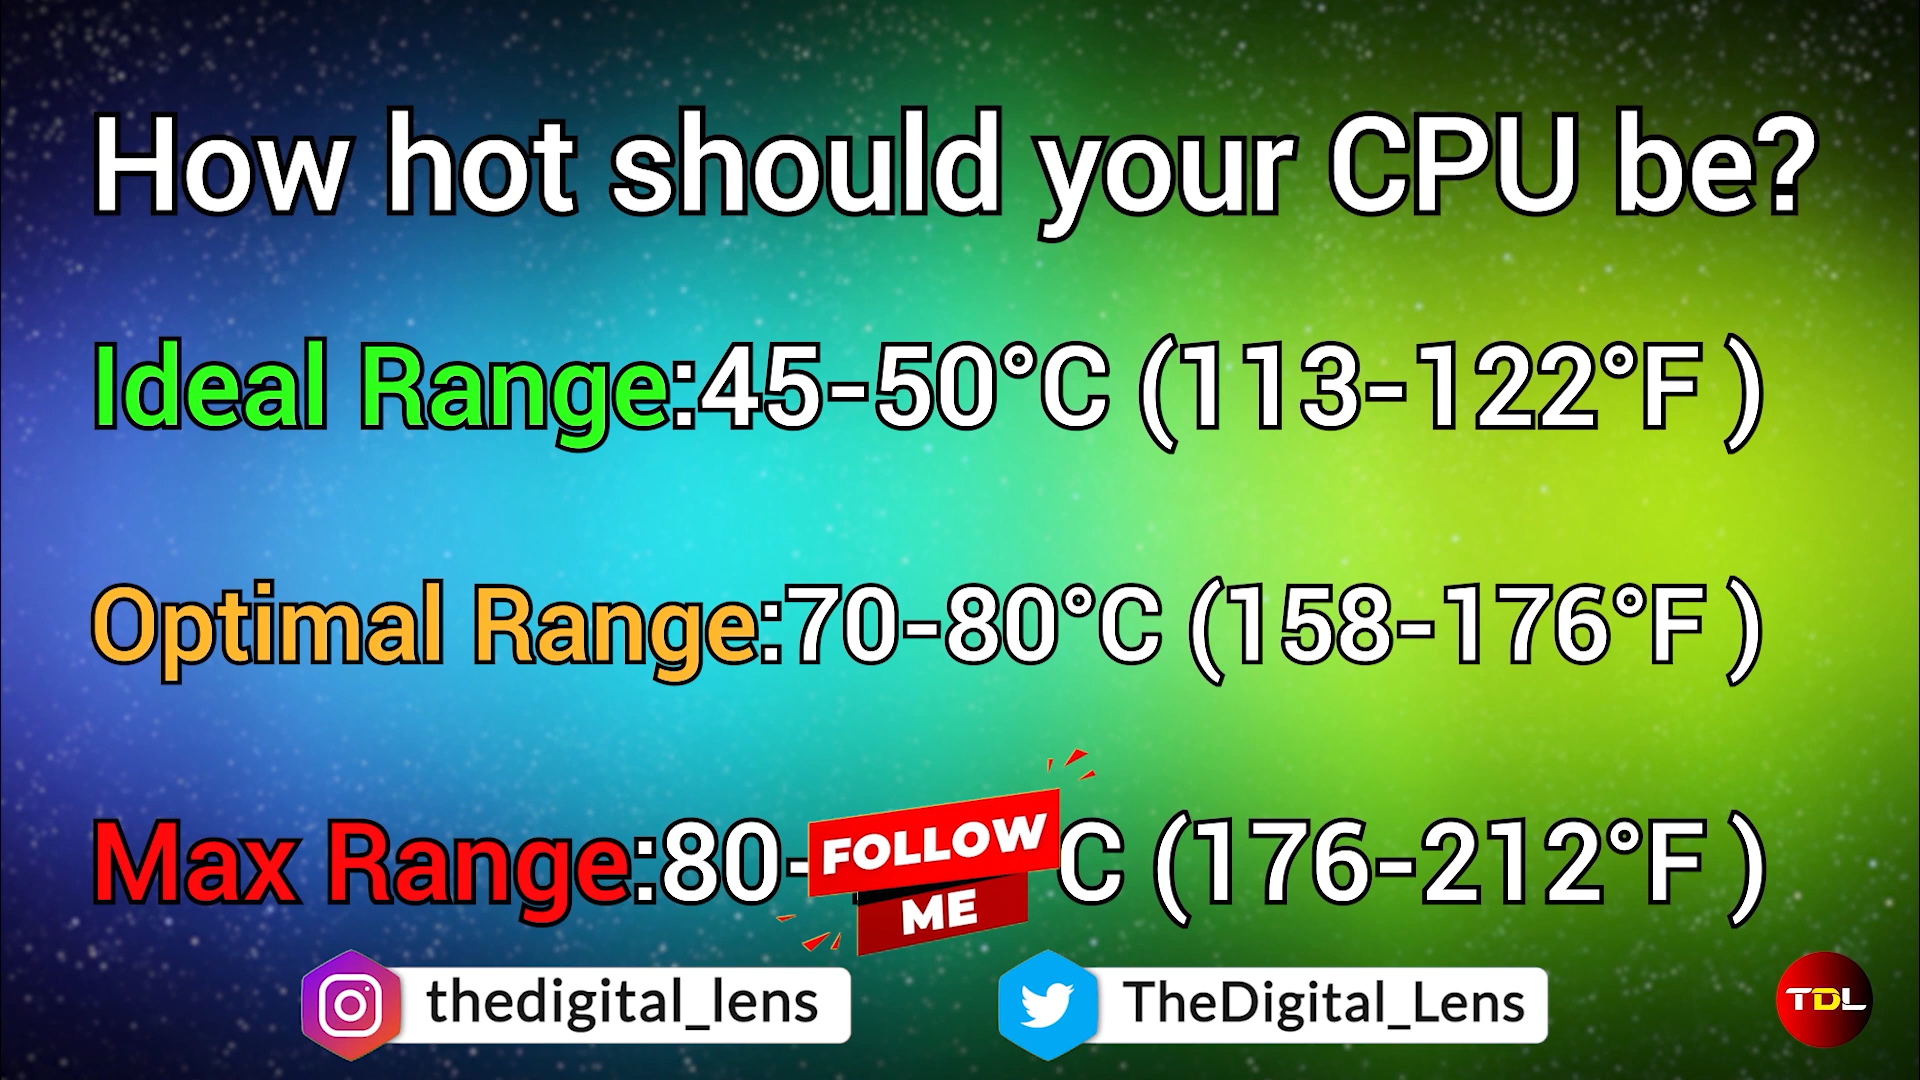 How hot should your CPU be?
Ideal Range:45-50°C (113-122°F )
Optimal Range:70-80°C (158-176°F )
Max Range:80- C (176-212°F )
FOLLOW
ME
thedigital_lens
TheDigital_Lens
TDL